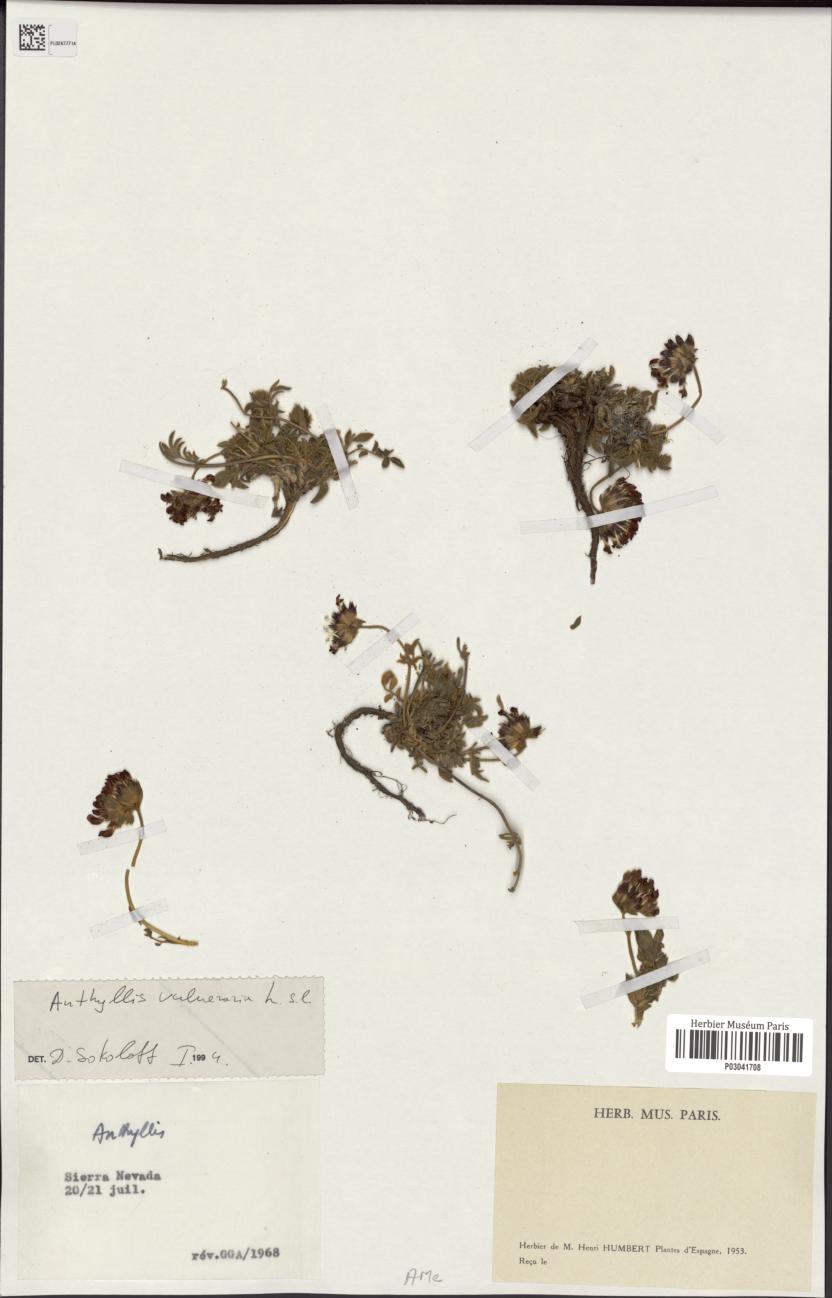 PL02477714
Anthyllis vulneraria L. s.l.
DET. D. Sokoloff I. 1994.
Anthyllis
Sierra Nevada
20/21 juil.
rév.GGA/1968
AMe
Herbier Muséum Paris
P03041708
HERB. MUS. PARIS.
Herbier de M. Henri HUMBERT Plantes d'Espagne, 1953.
Reçu le